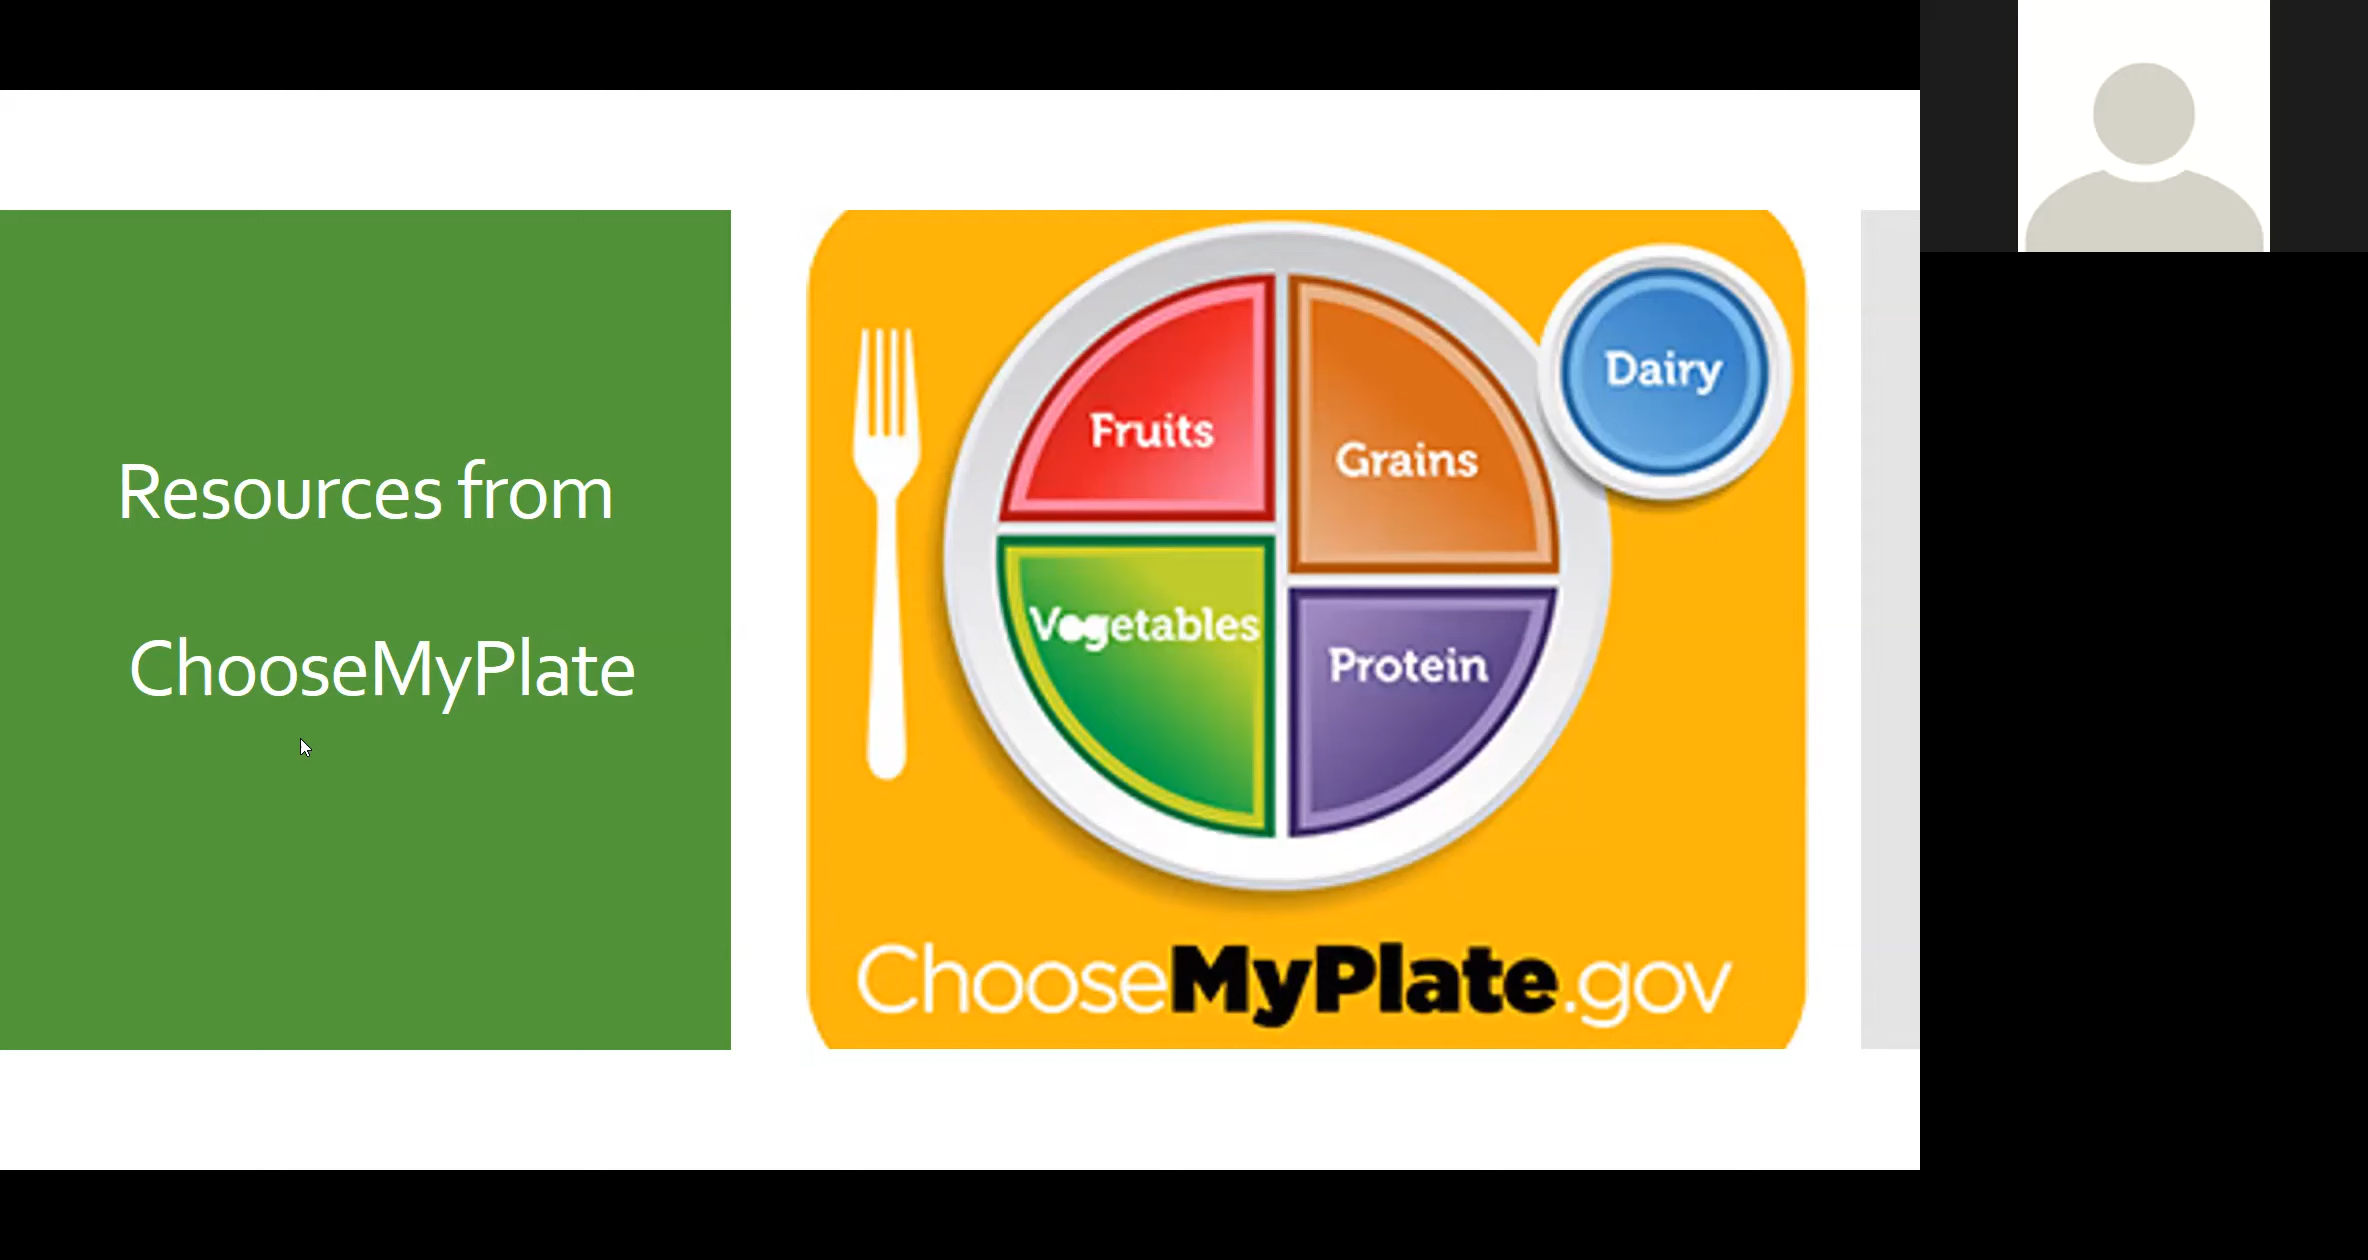 Resources from
ChooseMyPlate
Fruits
Grains
Dairy
Vegetables
Protein
ChooseMyPlate.gov